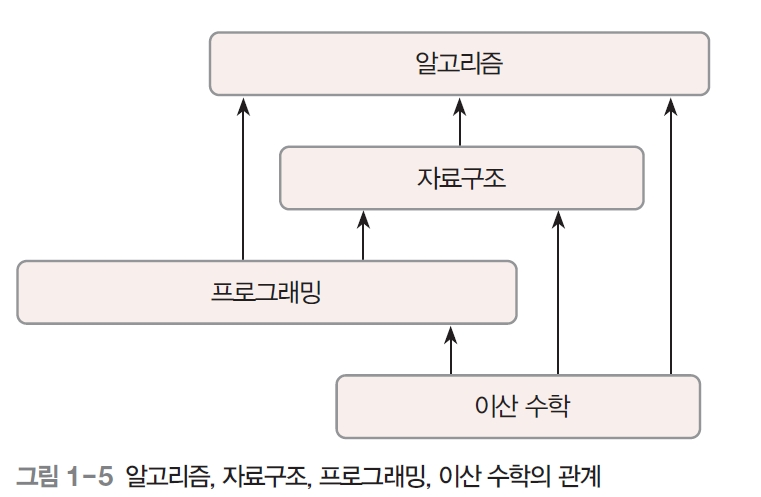 알고리즘
자료구조
프로그래밍
이산 수학
그림 1-5 알고리즘, 자료구조, 프로그래밍, 이산 수학의 관계